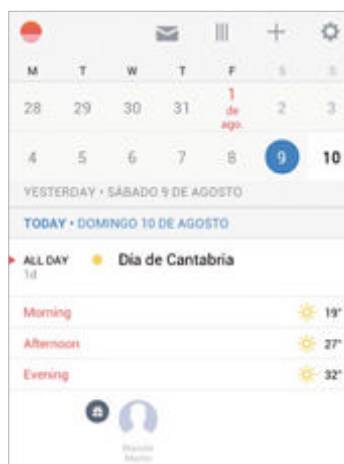 M T W T F S S
28 29 30 31 1 de ago. 2 3
4 5 6 7 8 9 10
YESTERDAY • SÁBADO 9 DE AGOSTO
TODAY • DOMINGO 10 DE AGOSTO
ALL DAY Día de Cantabria
1d
Morning 19°
Afternoon 27°
Evening 32°